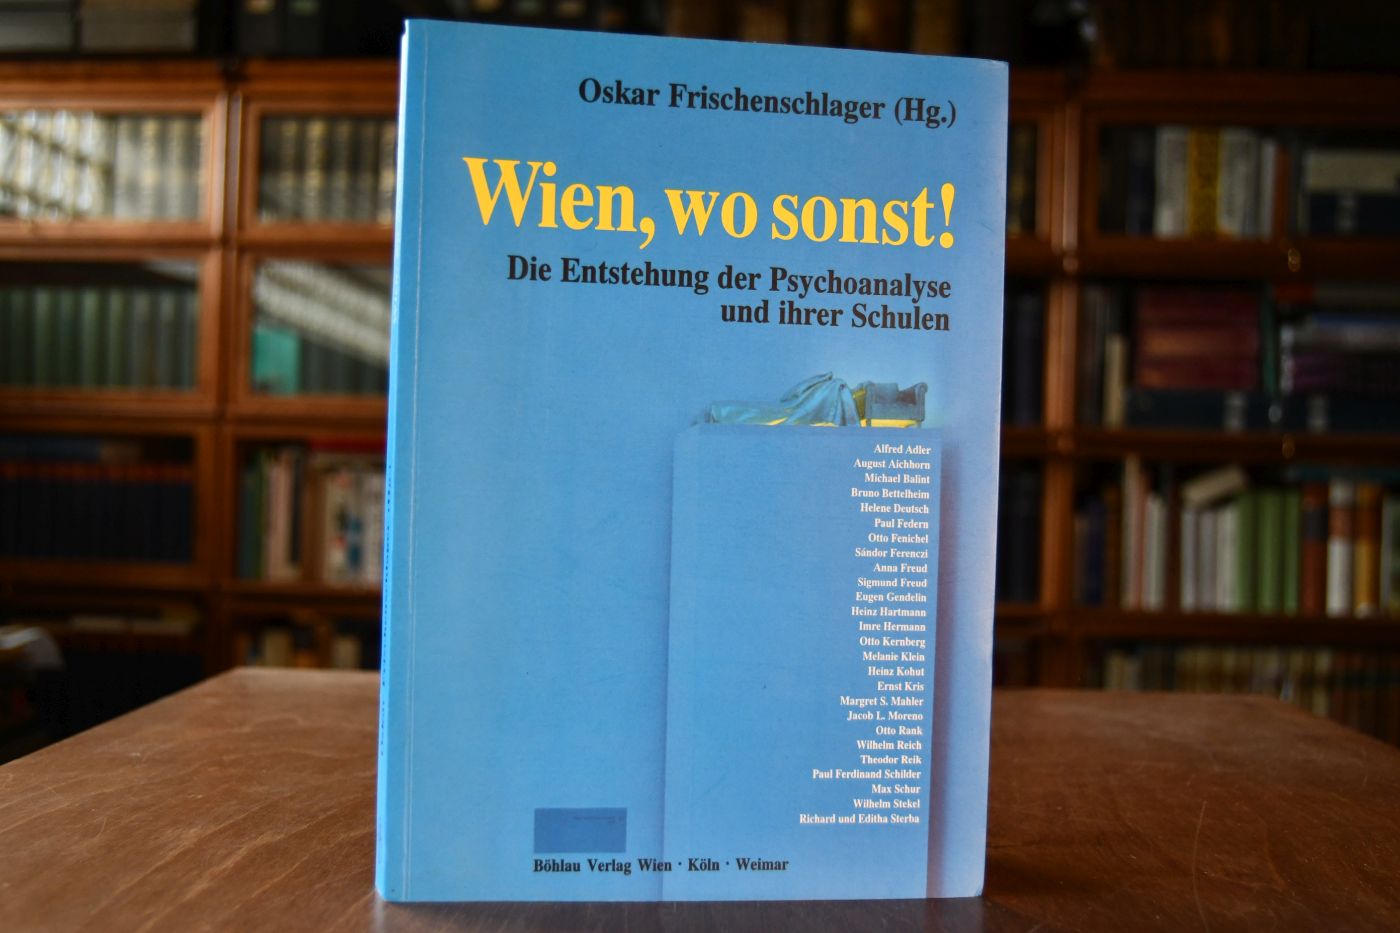 Oskar Frischenschlager (Hg.)
Wien, wo sonst!
Die Entstehung der Psychoanalyse
und ihrer Schulen
Alfred Adler
August Aichhorn
Michael Balint
Bruno Bettelheim
Helene Deutsch
Paul Federn
Otto Fenichel
Sándor Ferenczi
Anna Freud
Sigmund Freud
Eugen Gendelin
Heinz Hartmann
Imre Hermann
Otto Kernberg
Melanie Klein
Heinz Kohut
Ernst Kris
Margret S. Mahler
Jacob L. Moreno
Otto Rank
Wilhelm Reich
Theodor Reik
Paul Ferdinand Schilder
Max Schur
Wilhelm Stekel
Richard und Editha Sterba
Böhlau Verlag Wien · Köln · Weimar